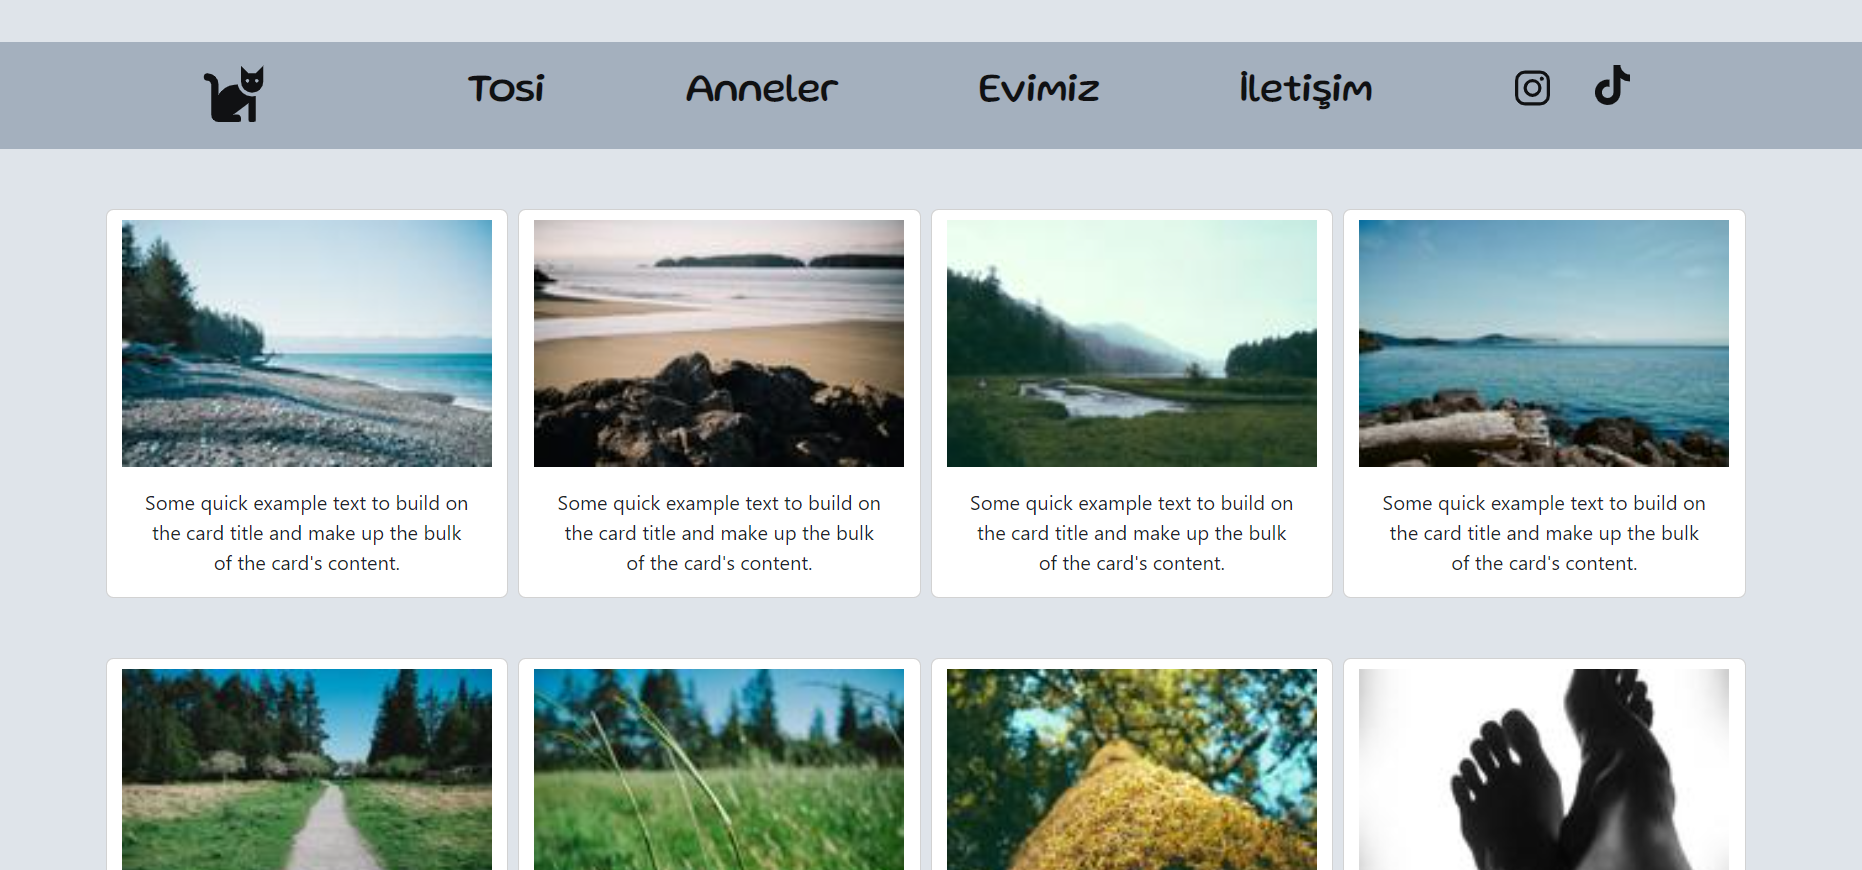 Tosi Anneler Evimiz İletişim
Some quick example text to build on
the card title and make up the bulk
of the card's content.
Some quick example text to build on
the card title and make up the bulk
of the card's content.
Some quick example text to build on
the card title and make up the bulk
of the card's content.
Some quick example text to build on
the card title and make up the bulk
of the card's content.